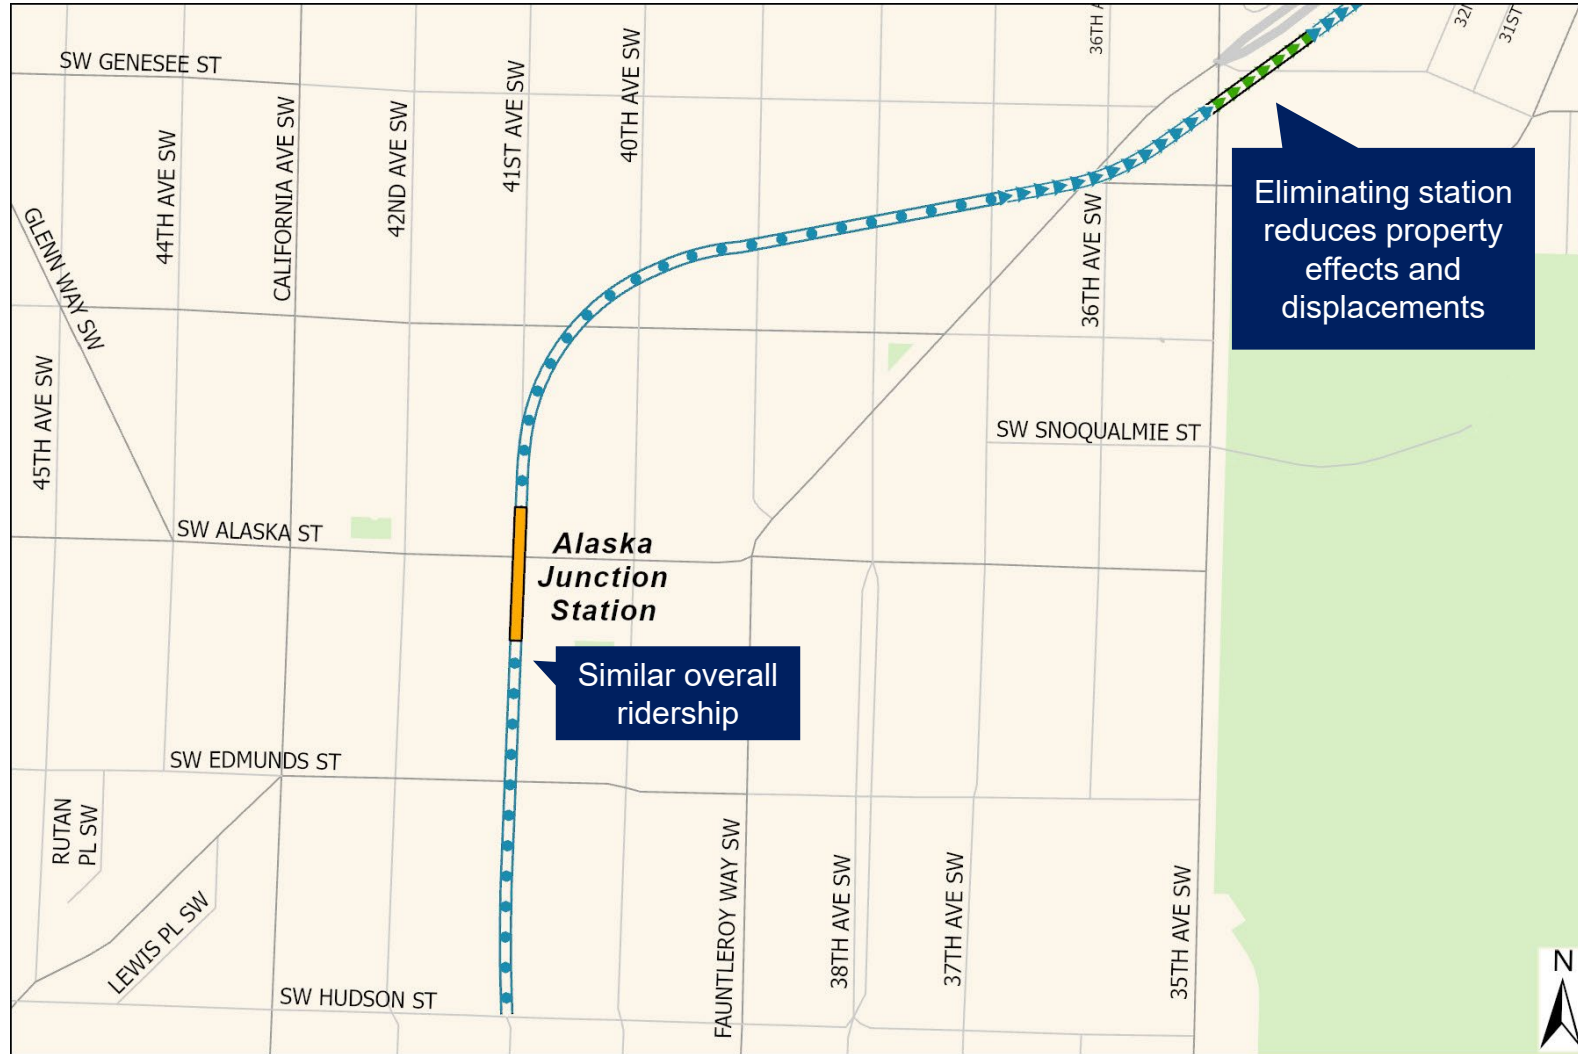 SW GENESEE ST
44TH AVE SW
CALIFORNIA AVE SW
42ND AVE SW
41ST AVE SW
40TH AVE SW
36TH
31ST
Eliminating station
reduces property
effects and
displacements
GLENN WAY SW
36TH AVE SW
45TH AVE SW
SW SNOQUALMIE ST
SW ALASKA ST
Alaska
Junction
Station
Similar overall
ridership
SW EDMUNDS ST
RUTAN
PL SW
LEWIS PL SW
FAUNTLEROY WAY SW
38TH AVE SW
37TH AVE SW
35TH AVE SW
SW HUDSON ST
N